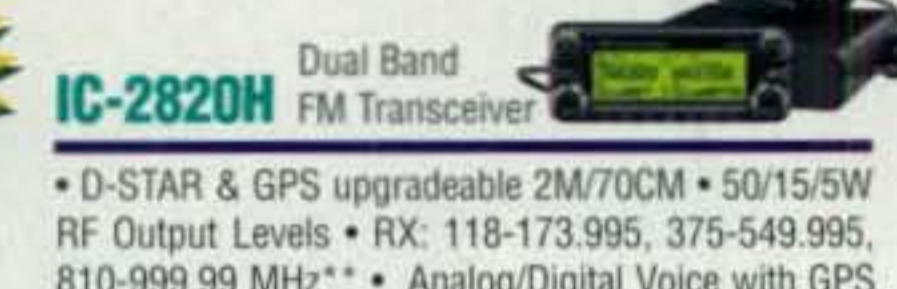 IC-2820H Dual Band
FM Transceiver
• D-STAR & GPS upgradeable 2M/70CM • 50/15/5W
RF Output Levels • RX: 118-173.995, 375-549.995,
810-999.99 MHz** • Analog/Digital Voice with GPS